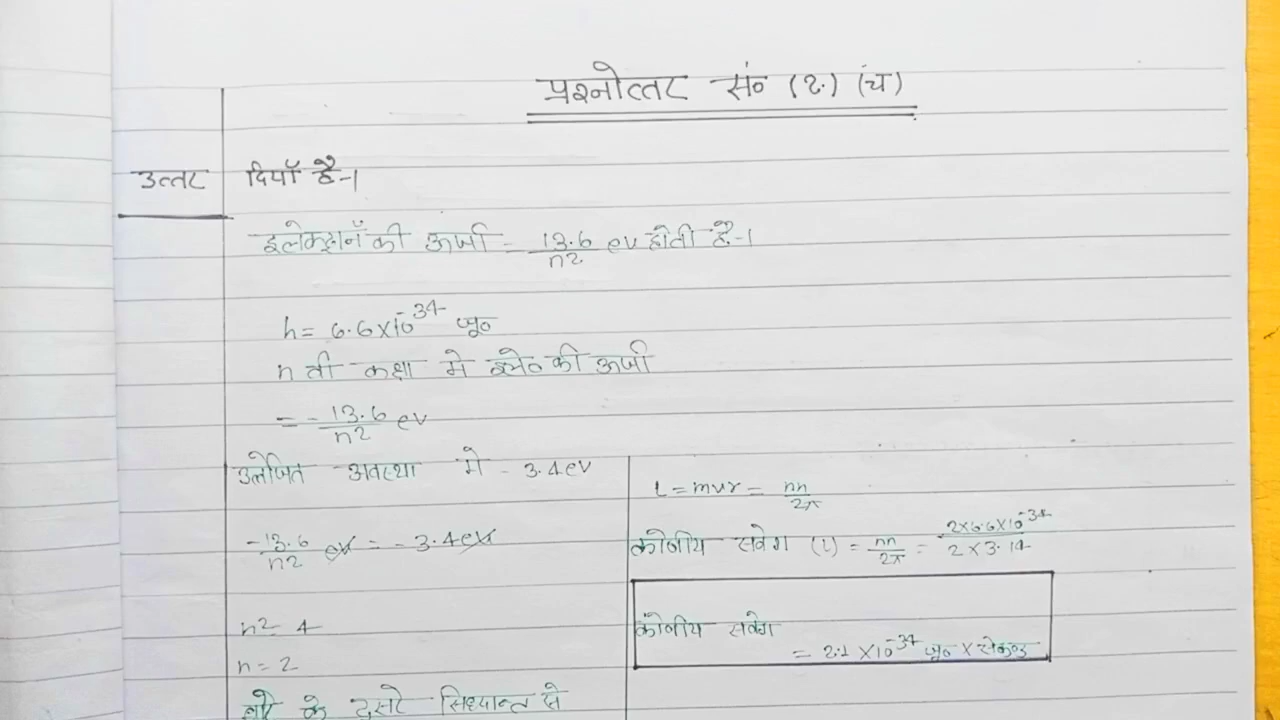 प्रश्नोत्तर सं० (2.) (च)
उत्तर
दियाँ है-।
इलेक्ट्रानँ की ऊर्जा - 13.6/n2 ev होती है-।
h = 6.6×10-34 जू०
n वी कक्षा मे इले० की ऊर्जा
= -13.6/n2 ev
उत्तेजित अवस्था मे - 3.4ev
-13.6/n2 ev = -3.4ev
n2 = 4
n = 2
बोर के दुसरे सिध्दान्त से
L = mvr = nh/2π
कोणीय संवेग (L) = nh/2π = 2×6.6×10-34/2×3.14
कोणीय संवेग
= 2.1 ×10-34 जू० × सेकण्ड